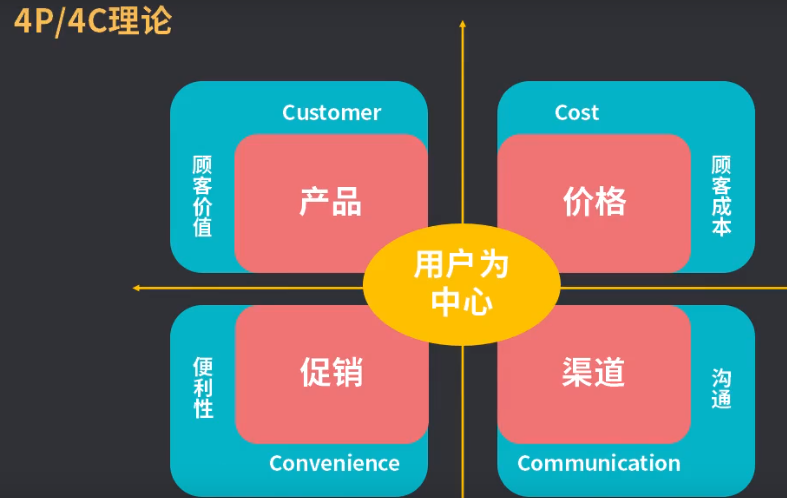 4P/4C理论
Customer
顾客价值
产品
Cost
价格
顾客成本
用户为
中心
便利性
促销
Convenience
渠道
沟通
Communication